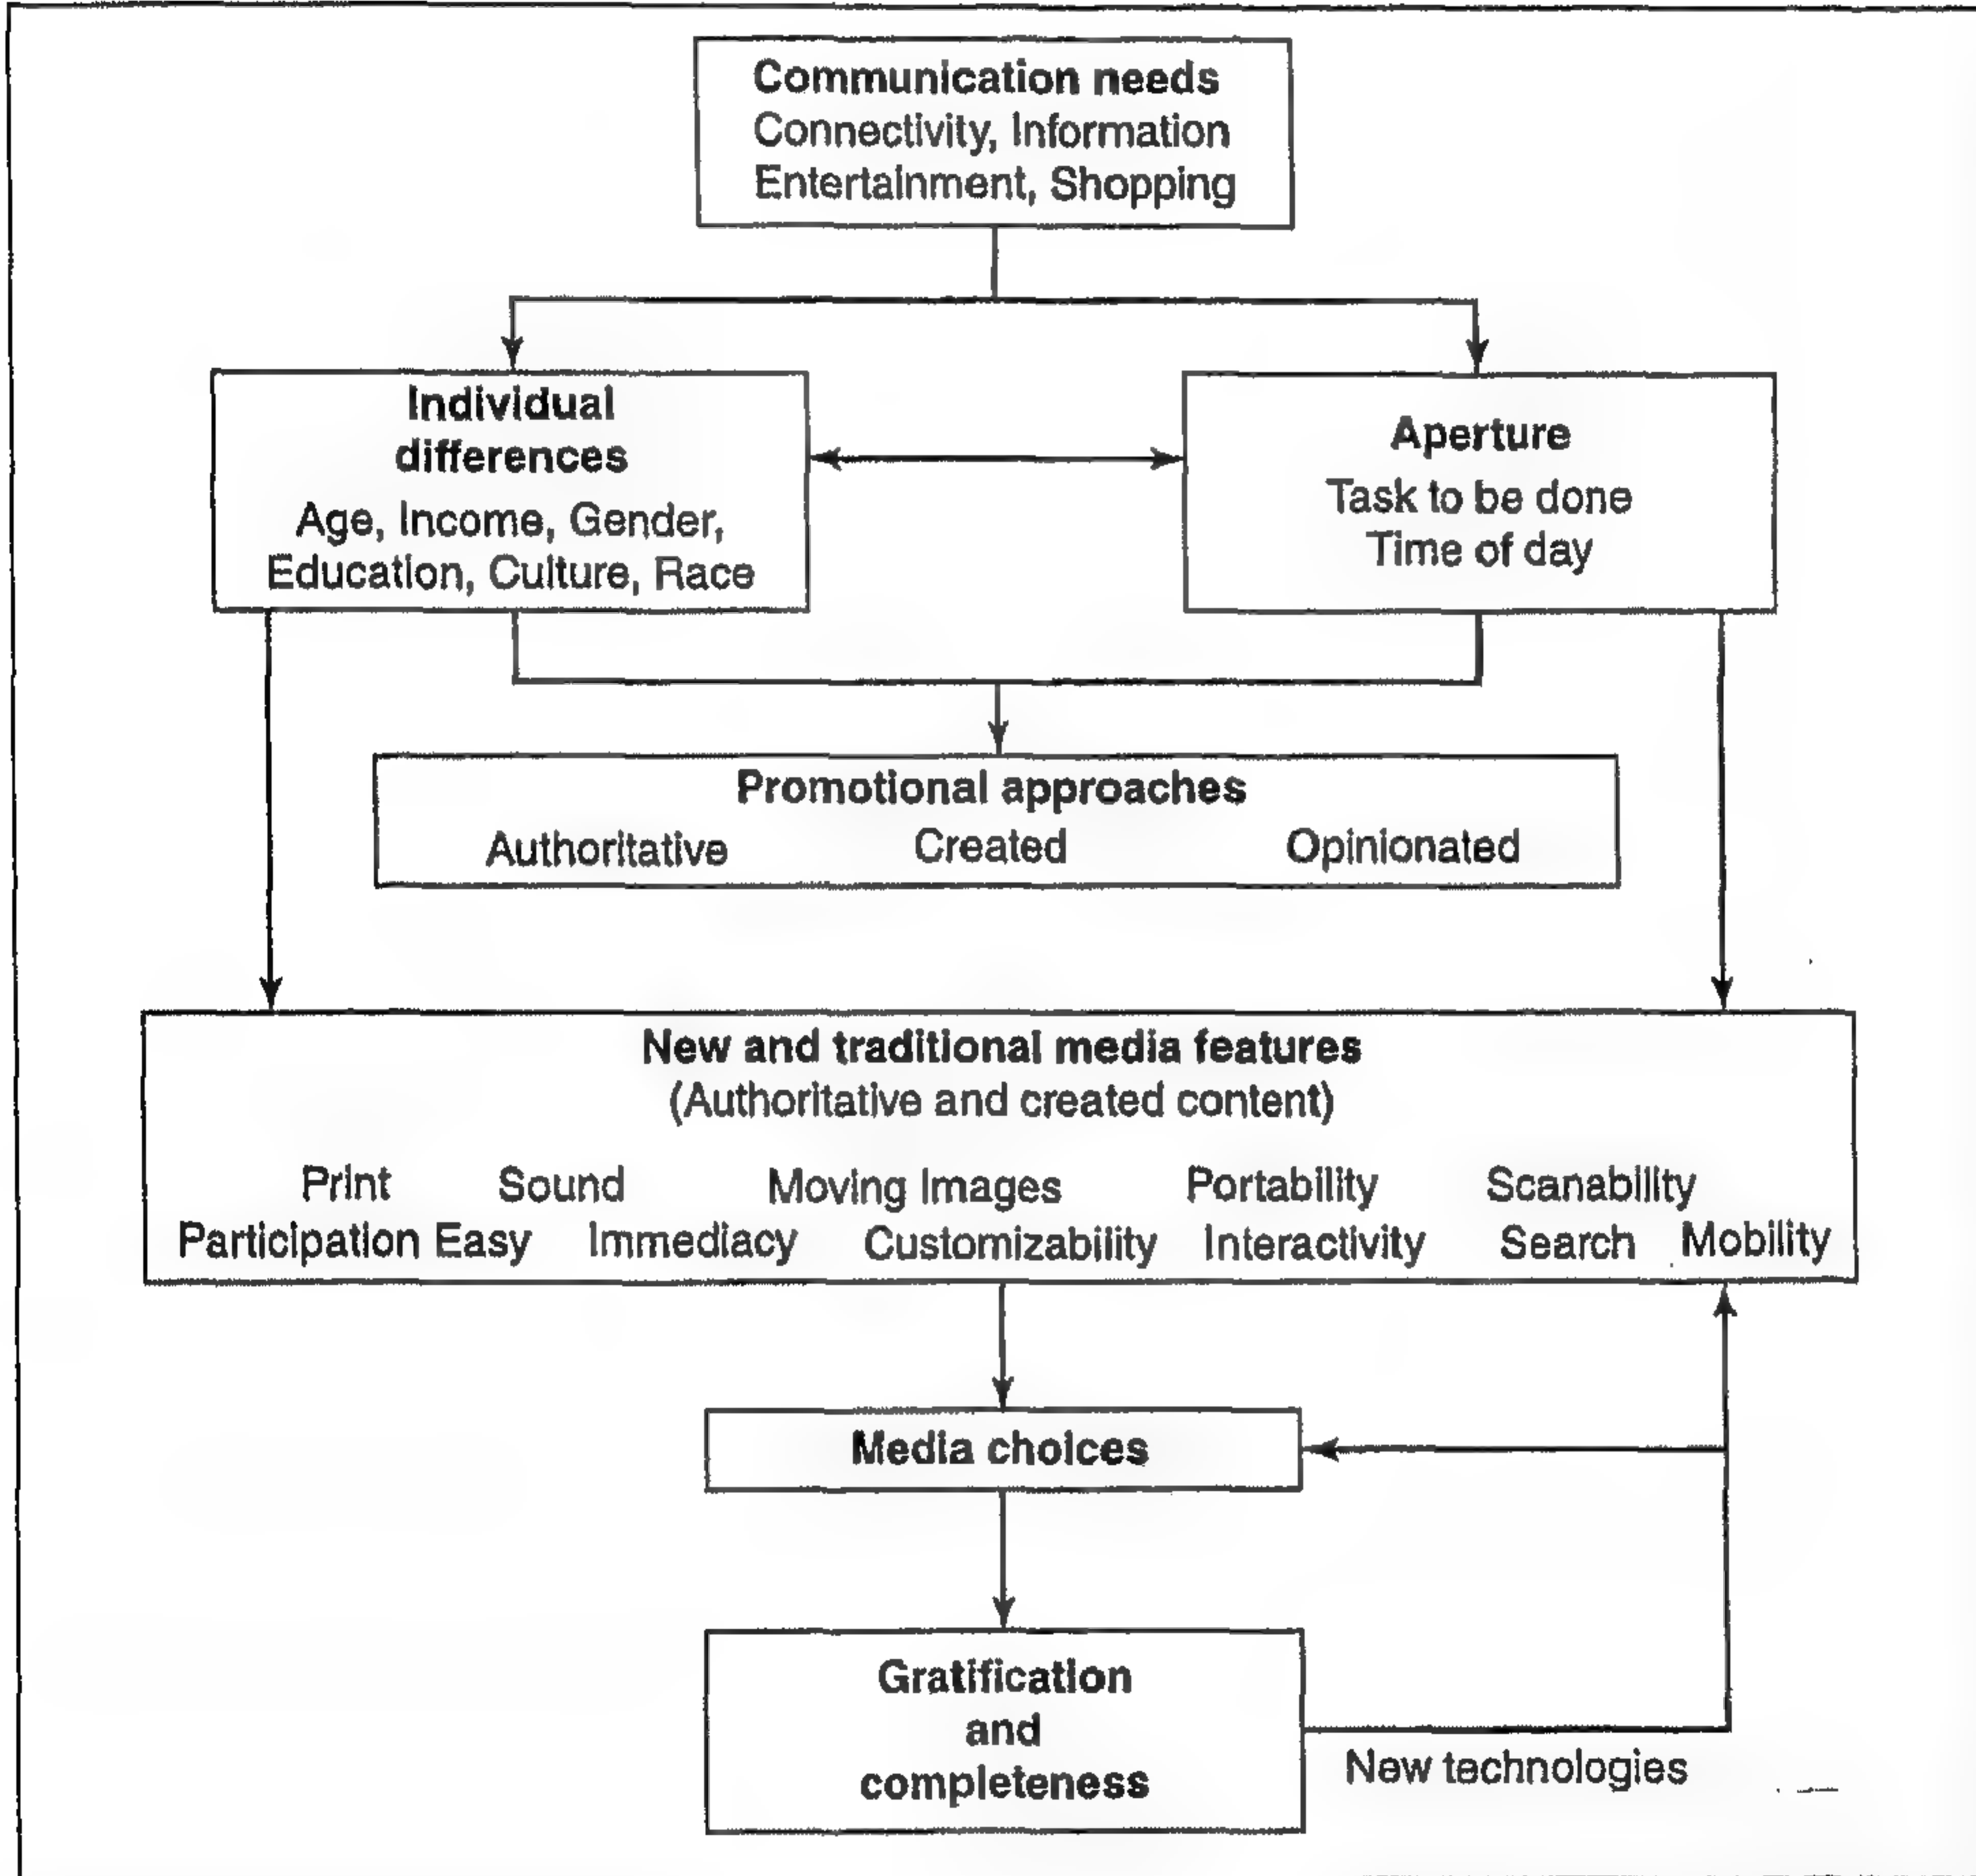 Communication needs
Connectivity, Information
Entertainment, Shopping
Individual
differences
Age, Income, Gender,
Education, Culture, Race
Aperture
Task to be done
Time of day
Promotional approaches
Authoritative Created Opinionated
New and traditional media features
(Authoritative and created content)
Print Sound Moving Images Portability Scanability
Participation Easy Immediacy Customizability Interactivity Search Mobility
Media choices
Gratification
and
completeness
New technologies